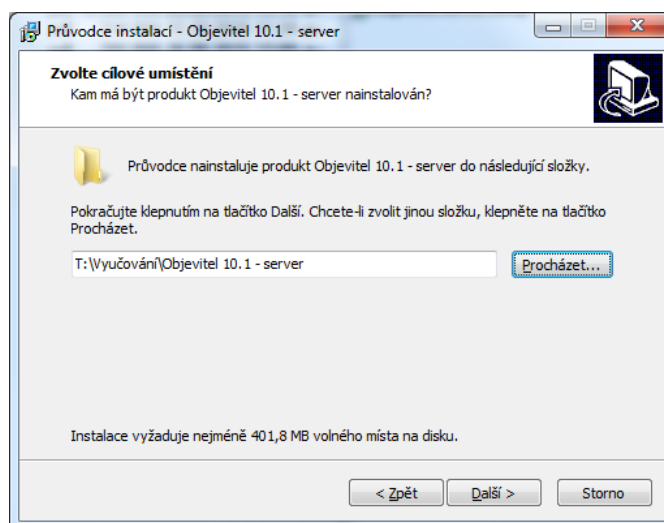 Průvodce instalací - Objevitel 10.1 - server
Zvolte cílové umístění
Kam má být produkt Objevitel 10.1 - server nainstalován?
Průvodce nainstaluje produkt Objevitel 10.1 - server do následující složky.
Pokračujte klepnutím na tlačítko Další. Chcete-li zvolit jinou složku, klepněte na tlačítko
Procházet.
T:\Vyučování\Objevitel 10.1 - server
Procházet...
Instalace vyžaduje nejméně 401,8 MB volného místa na disku.
< Zpět
Další >
Storno